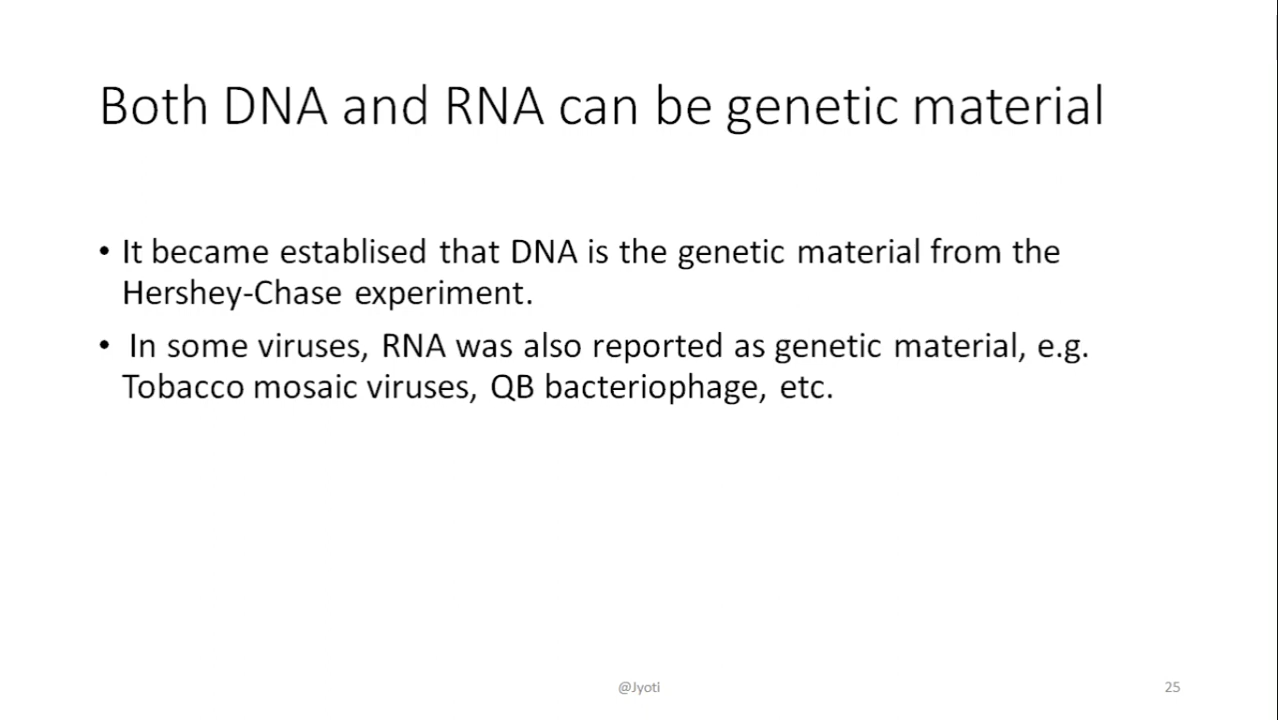 Both DNA and RNA can be genetic material
• It became establised that DNA is the genetic material from the
Hershey-Chase experiment.
• In some viruses, RNA was also reported as genetic material, e.g.
Tobacco mosaic viruses, QB bacteriophage, etc.
@Jyoti
25